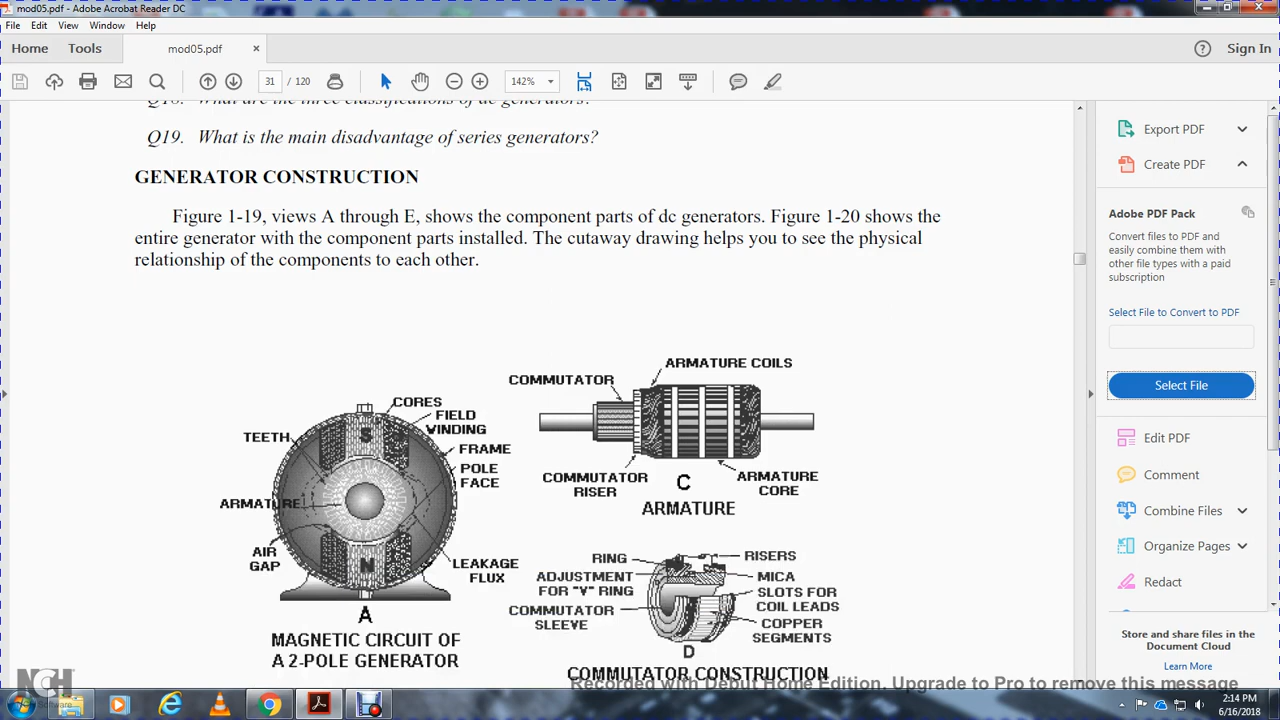 mod05.pdf - Adobe Acrobat Reader DC
File Edit View Window Help
Home Tools mod05.pdf × Sign In
31 / 120 142%
Q18. What are the three classifications of dc generators?
Q19. What is the main disadvantage of series generators?
GENERATOR CONSTRUCTION
Figure 1-19, views A through E, shows the component parts of dc generators. Figure 1-20 shows the
entire generator with the component parts installed. The cutaway drawing helps you to see the physical
relationship of the components to each other.
CORES
FIELD
WINDING
TEETH
FRAME
POLE
FACE
ARMATURE
AIR
GAP
LEAKAGE
FLUX
S
N
A
MAGNETIC CIRCUIT OF
A 2-POLE GENERATOR
ARMATURE COILS
COMMUTATOR
COMMUTATOR
RISER
ARMATURE
CORE
C
ARMATURE
RING
RISERS
ADJUSTMENT
FOR "V" RING
MICA
SLOTS FOR
COIL LEADS
COMMUTATOR
SLEEVE
COPPER
SEGMENTS
D
COMMUTATOR CONSTRUCTION
Export PDF
Create PDF
Adobe PDF Pack
Convert files to PDF and
easily combine them with
other file types with a paid
subscription
Select File to Convert to PDF
Select File
Edit PDF
Comment
Combine Files
Organize Pages
Redact
Store and share files in the
Document Cloud
Learn More
NCH
Software
Recorded with Debut Home Edition, Upgrade to Pro to remove this message
2:14 PM
6/16/2018